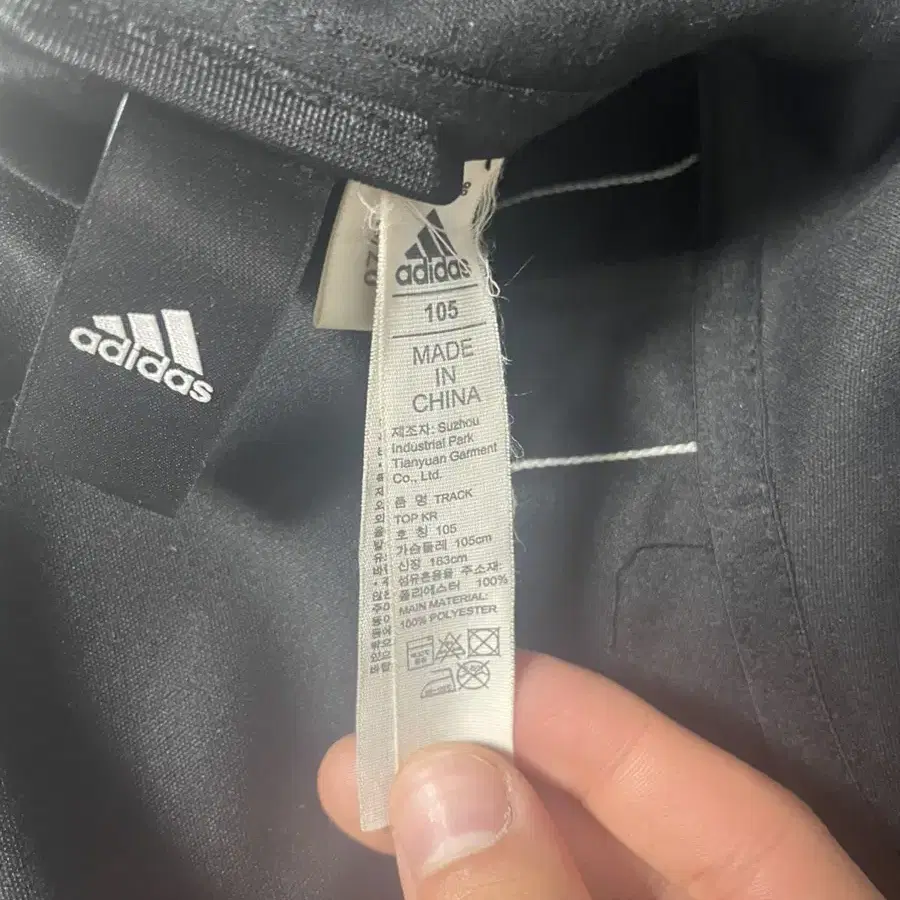 adidas
adidas
105
MADE
IN
CHINA
제조자: Suzhou
Industrial Park
Tianyuan Garment
Co., Ltd.
품 명 TRACK
TOP KR
호 칭 105
가슴둘레 105cm
신장 183cm
섬유혼용율 주소재:
폴리에스터 100%
MAIN MATERIAL:
100% POLYESTER